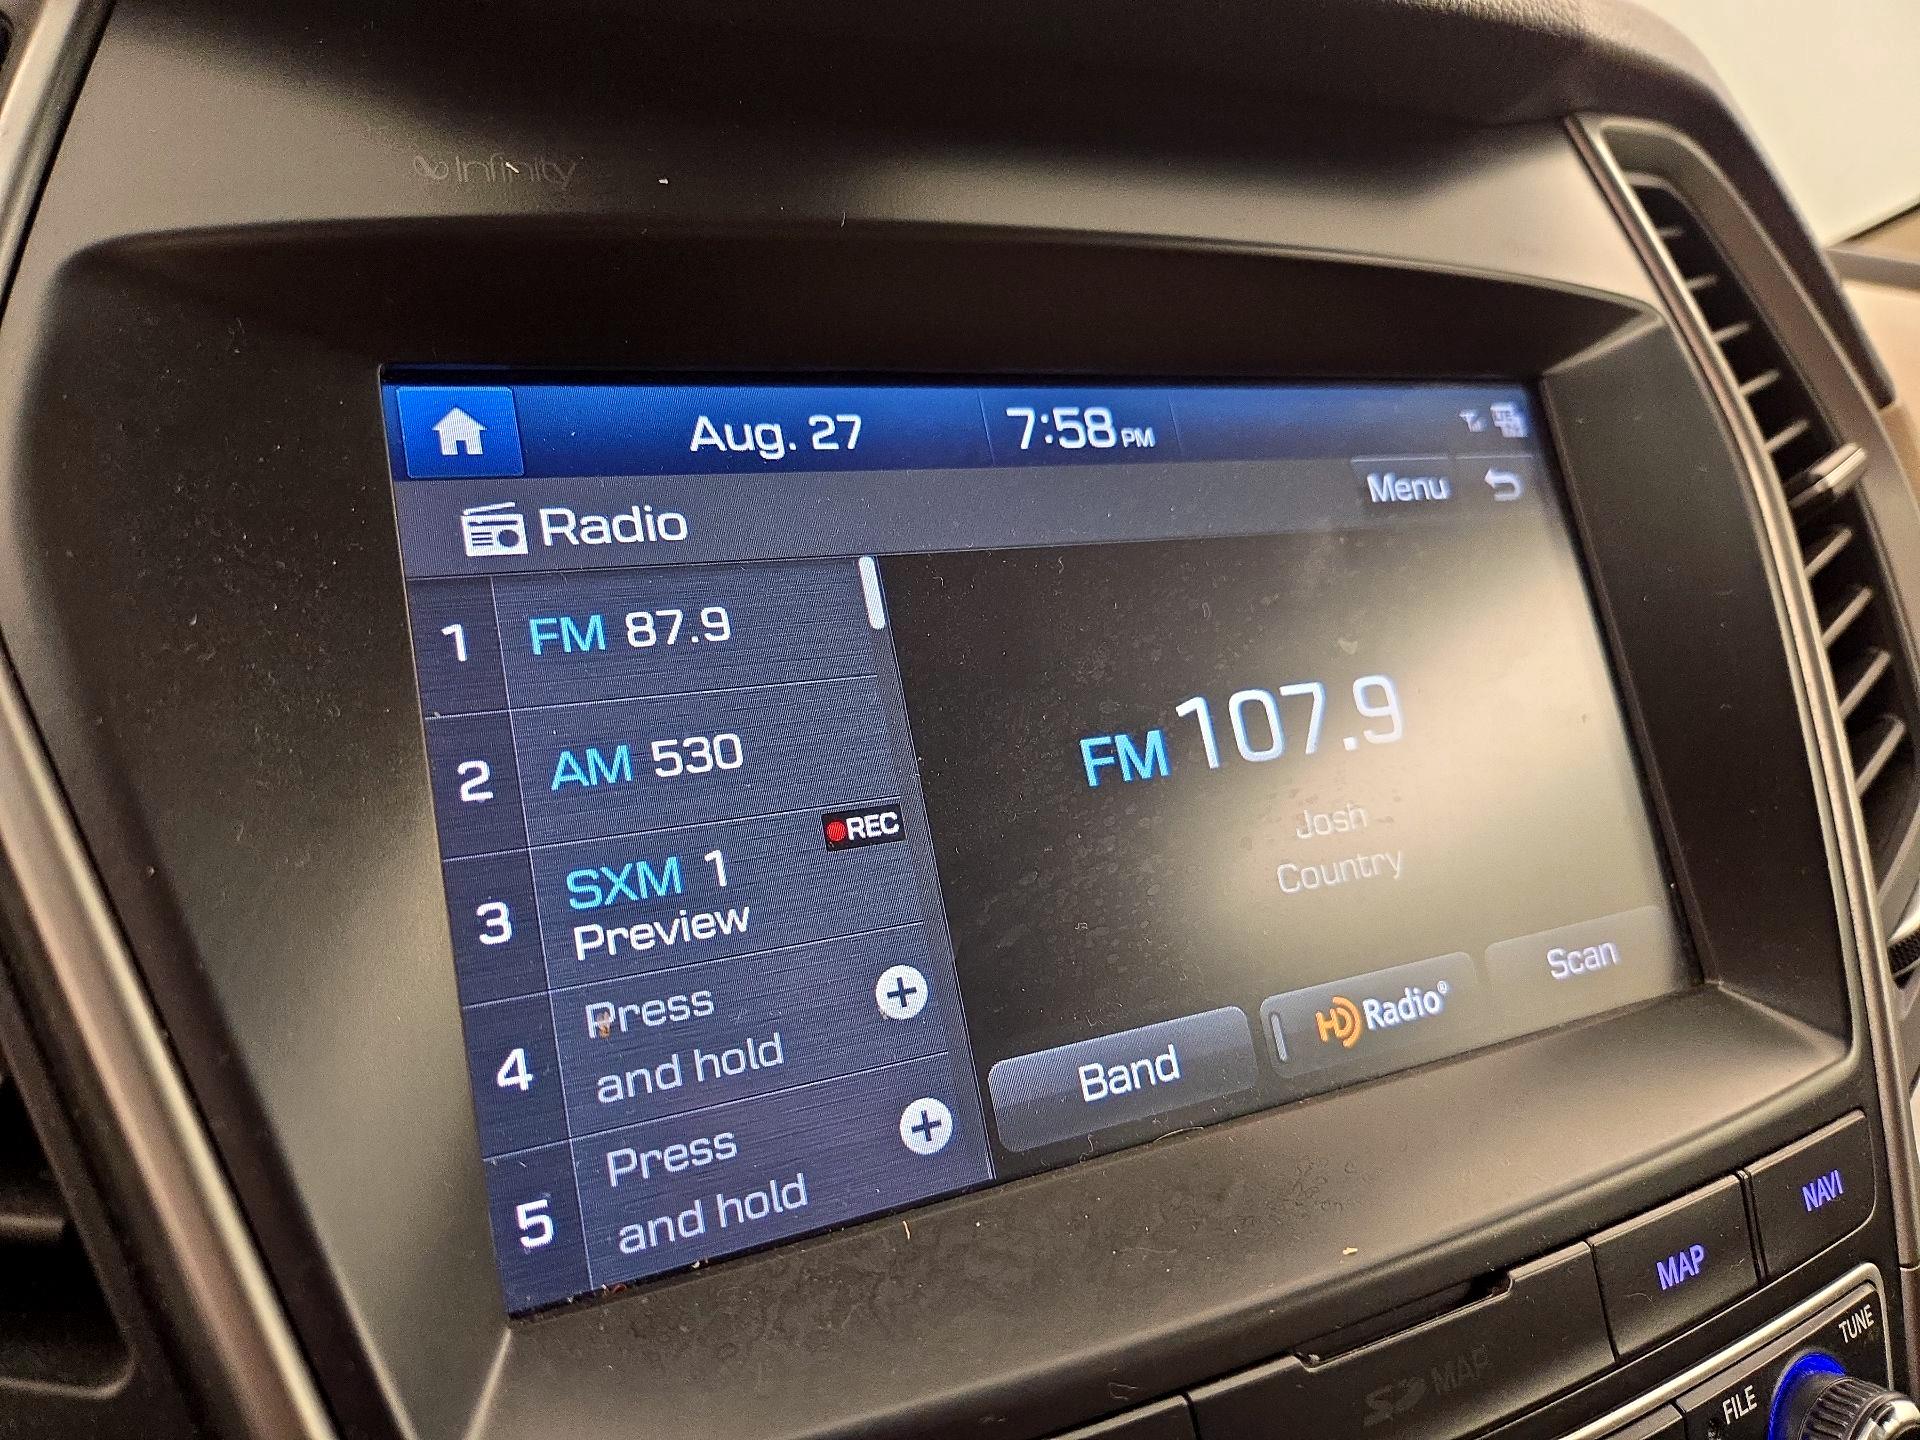 Infinity
Aug. 27
7:58 PM
Menu
Radio
1 FM 87.9
2 AM 530
REC
3 SXM 1
Preview
4 Press
and hold
5 Press
and hold
FM 107.9
Josh
Country
Band
HD Radio®
Scan
NAVI
MAP
SD MAP
TUNE
FILE